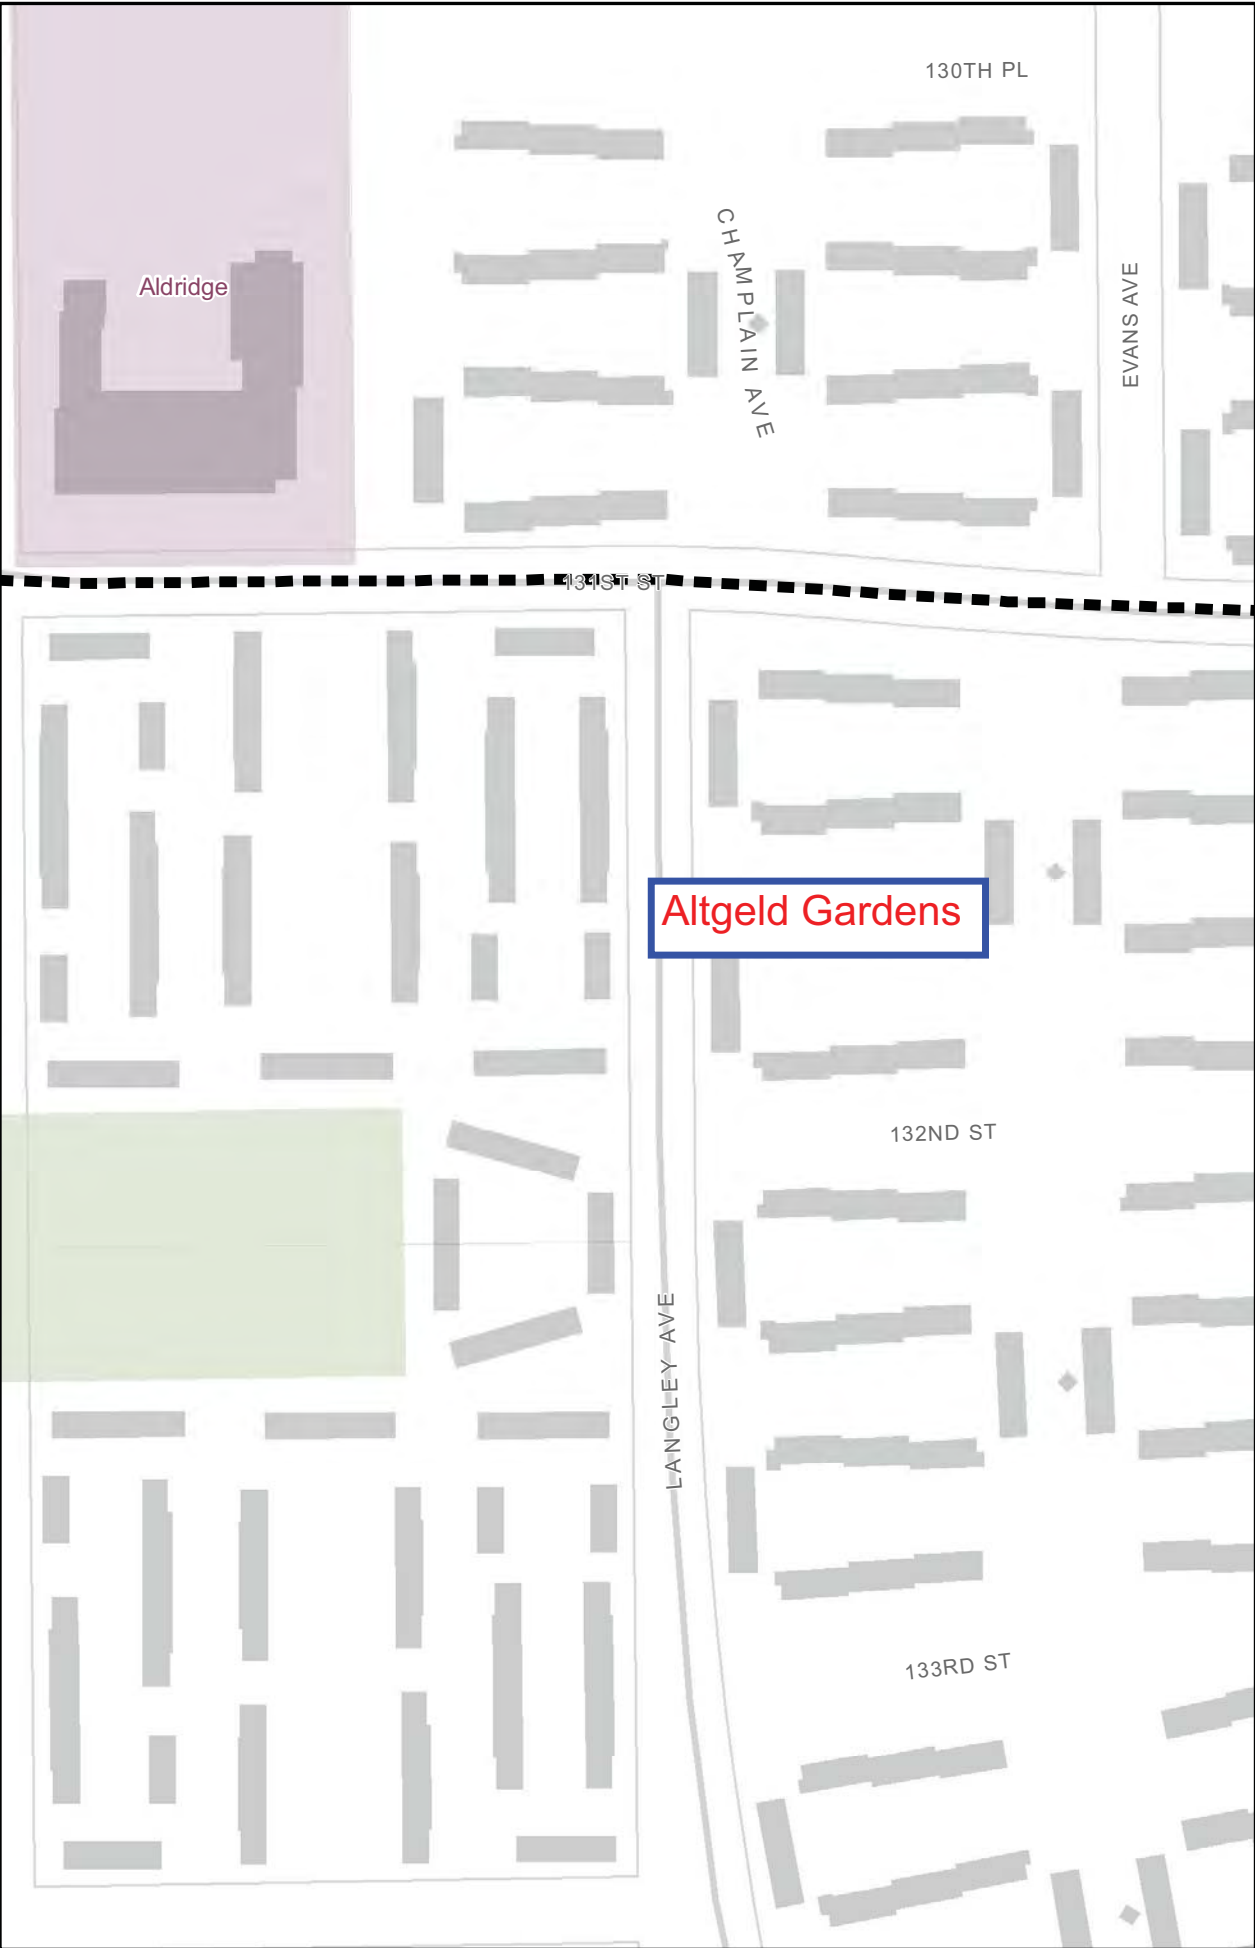 130TH PL
CHAMPLAIN AVE
EVANS AVE
Aldridge
131ST ST
Altgeld Gardens
132ND ST
LANGLEY AVE
133RD ST